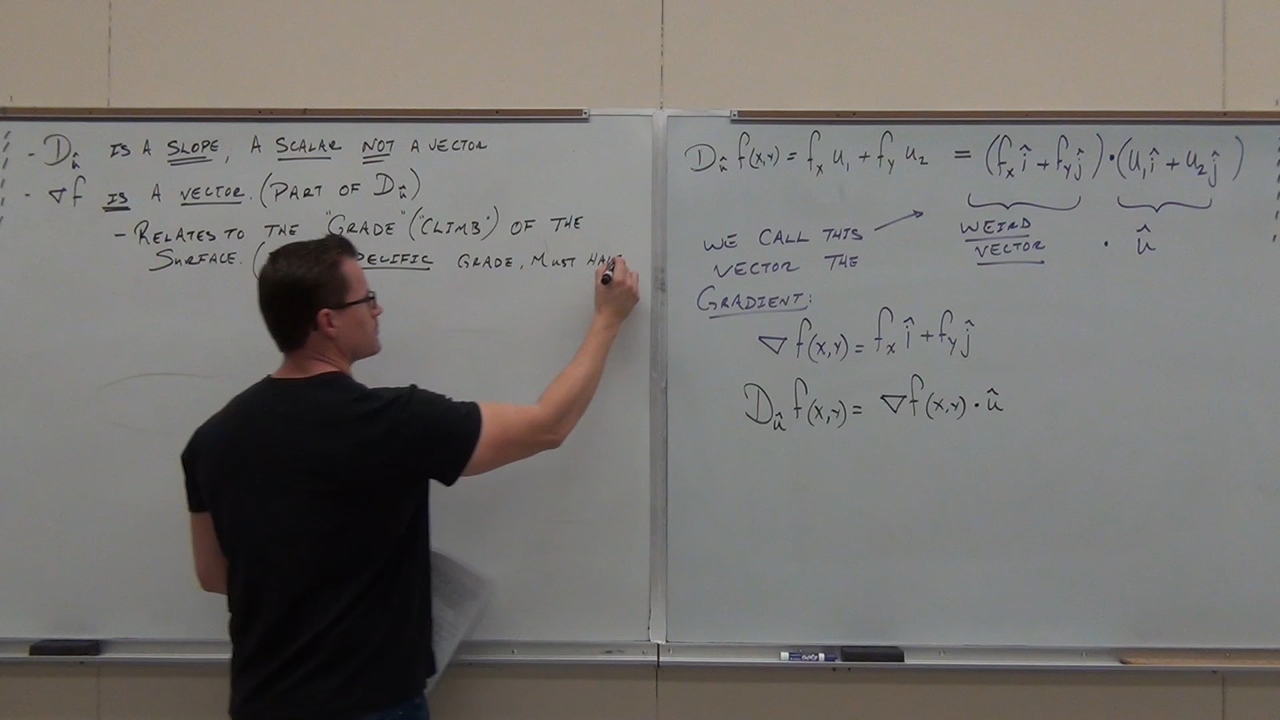 - Dû IS A SLOPE, A SCALAR NOT A VECTOR
- ∇f IS A VECTOR. (PART OF Dû)
- RELATES TO THE "GRADE" ("CLIMB") OF THE
SURFACE. ( GRADE, MUST
Dû f(x,y) = fx u1 + fy u2 = (fx î + fy ĵ) · (u1 î + u2 ĵ)
WE CALL THIS
VECTOR THE
GRADIENT:
WEIRD
VECTOR · û
∇f(x,y) = fx î + fy ĵ
Dû f(x,y) = ∇f(x,y) · û